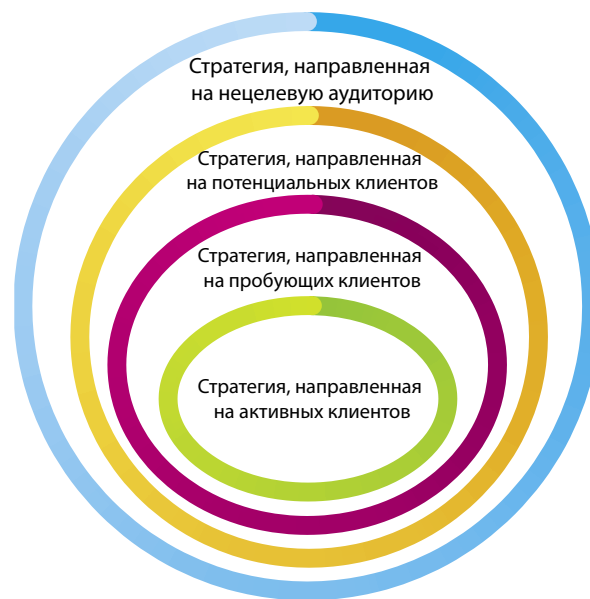 Стратегия, направленная
на нецелевую аудиторию
Стратегия, направленная
на потенциальных клиентов
Стратегия, направленная
на пробующих клиентов
Стратегия, направленная
на активных клиентов